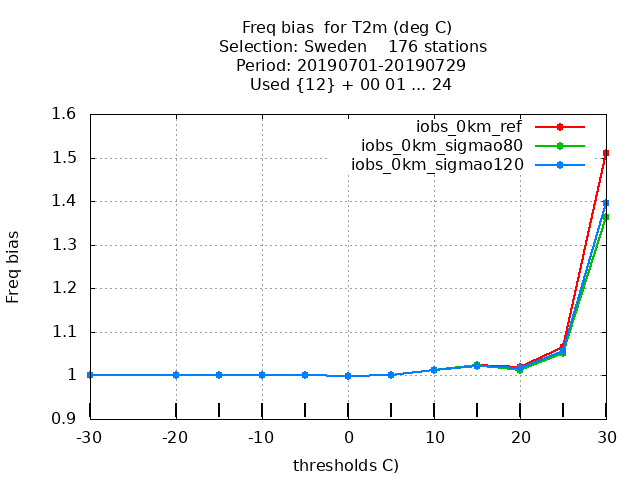 Freq bias  for T2m (deg C)
Selection: Sweden    176 stations
Period: 20190701-20190729
Used {12} + 00 01 ... 24
1.6
1.5
1.4
1.3
1.2
1.1
1
0.9
Freq bias
iobs_0km_ref
iobs_0km_sigmao80
iobs_0km_sigmao120
-30
-20
-10
0
10
20
30
thresholds C)